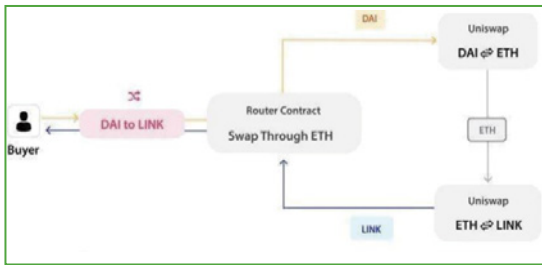 DAI
Uniswap
DAI ⇌ ETH
Router Contract
Swap Through ETH
DAI to LINK
Buyer
ETH
Uniswap
ETH ⇌ LINK
LINK